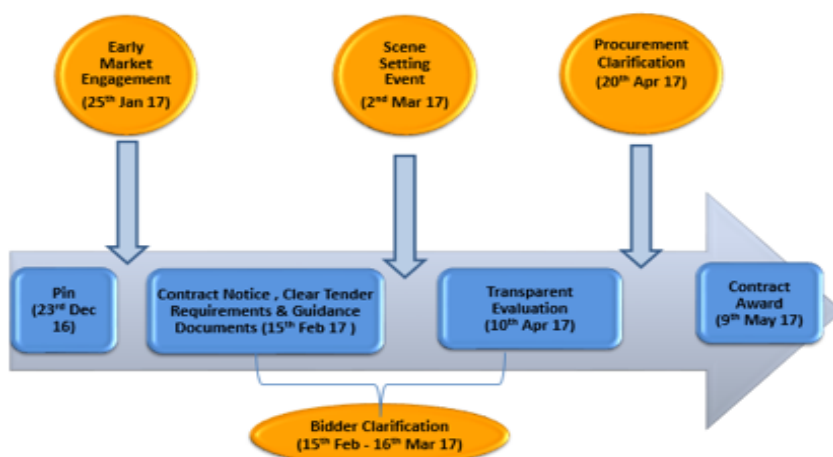 Early
Market
Engagement
(25th Jan 17)
Scene
Setting
Event
(2nd Mar 17)
Procurement
Clarification
(20th Apr 17)
Pin
(23rd Dec
16)
Contract Notice , Clear Tender
Requirements & Guidance
Documents (15th Feb 17 )
Transparent
Evaluation
(10th Apr 17)
Contract
Award
(9th May 17)
Bidder Clarification
(15th Feb - 16th Mar 17)